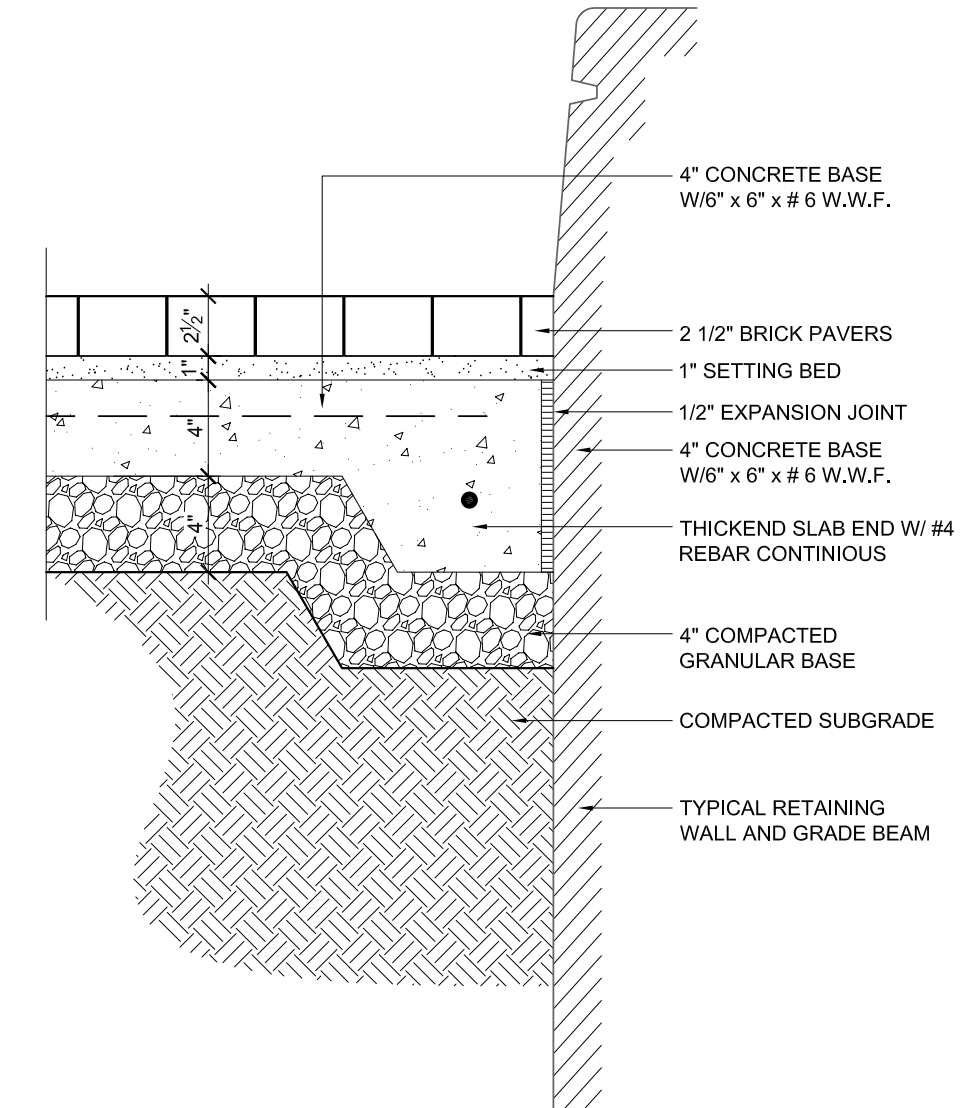 4" CONCRETE BASE
W/6" x 6" x # 6 W.W.F.
2 1/2" BRICK PAVERS
1" SETTING BED
1/2" EXPANSION JOINT
4" CONCRETE BASE
W/6" x 6" x # 6 W.W.F.
THICKEND SLAB END W/ #4
REBAR CONTINIOUS
4" COMPACTED
GRANULAR BASE
COMPACTED SUBGRADE
TYPICAL RETAINING
WALL AND GRADE BEAM
2½"
1"
4"
4"